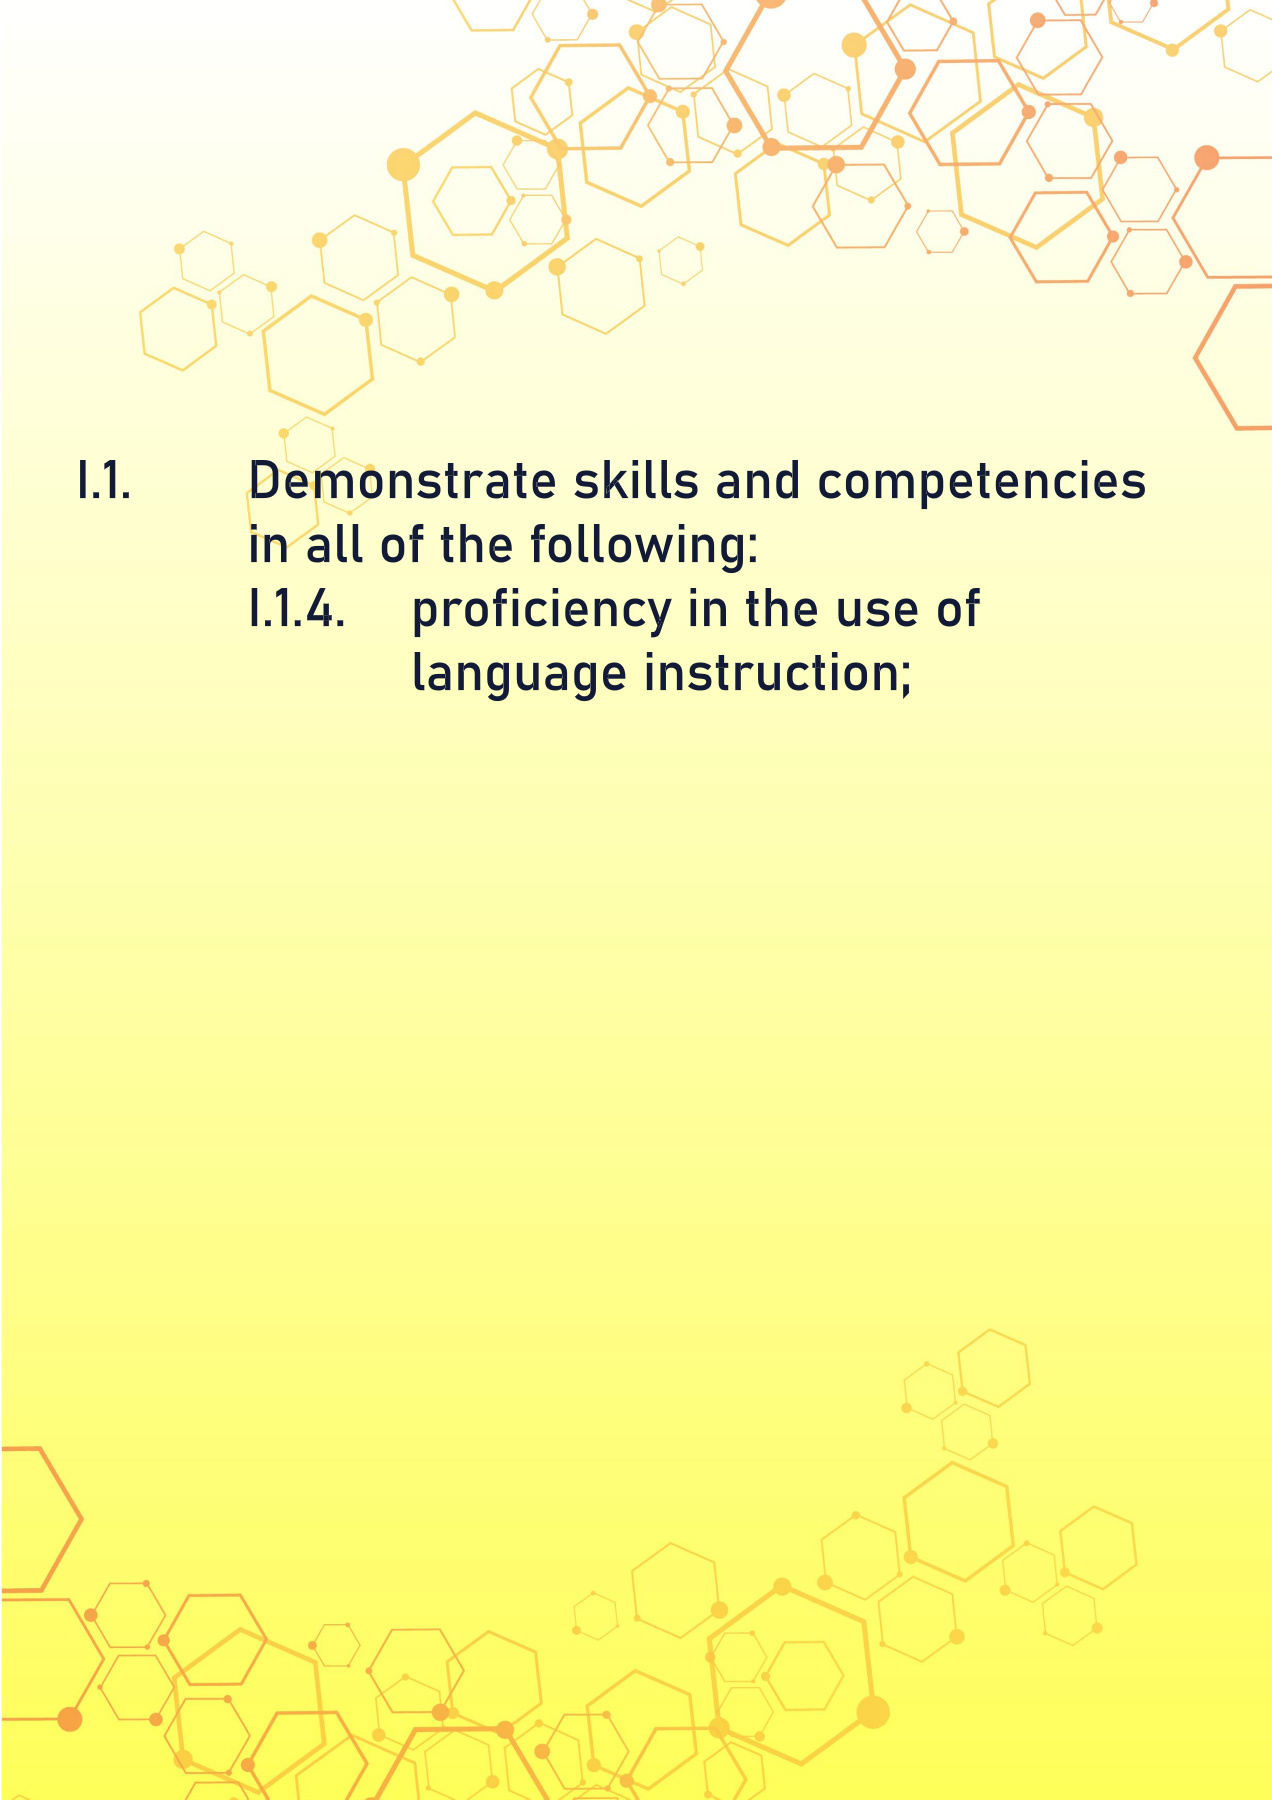 I.1. Demonstrate skills and competencies
in all of the following:
I.1.4. proficiency in the use of
language instruction;